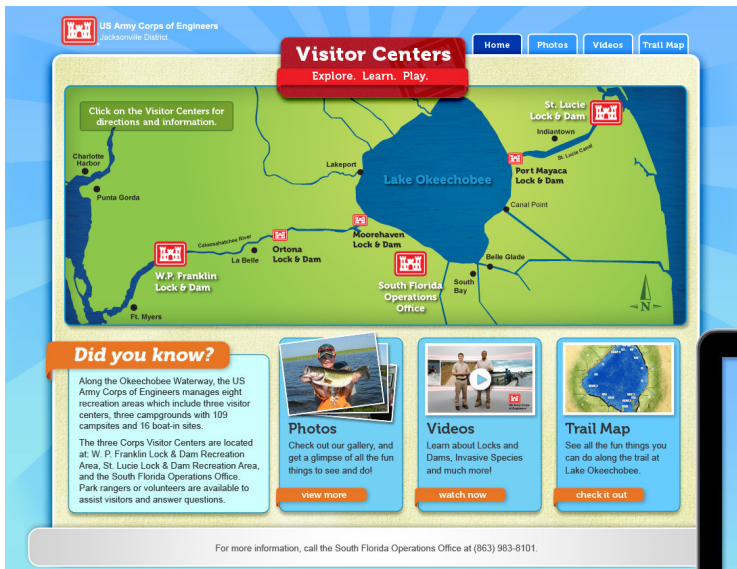 US Army Corps of Engineers
Jacksonville District
Visitor Centers
Explore. Learn. Play.
Home
Photos
Videos
Trail Map
Click on the Visitor Centers for
directions and information.
St. Lucie
Lock & Dam
Indiantown
St. Lucie Canal
Port Mayaca
Lock & Dam
Charlotte
Harbor
Punta Gorda
Lakeport
Lake Okeechobee
Canal Point
Caloosahatchee River
La Belle
Ortona
Lock & Dam
Moorehaven
Lock & Dam
Belle Glade
W.P. Franklin
Lock & Dam
South Florida
Operations
Office
South
Bay
Ft. Myers
N
Did you know?
Along the Okeechobee Waterway, the US
Army Corps of Engineers manages eight
recreation areas which include three visitor
centers, three campgrounds with 109
campsites and 16 boat-in sites.
The three Corps Visitor Centers are located
at: W. P. Franklin Lock & Dam Recreation
Area, St. Lucie Lock & Dam Recreation Area,
and the South Florida Operations Office.
Park rangers or volunteers are available to
assist visitors and answer questions.
Photos
Check out our gallery, and
get a glimpse of all the fun
things to see and do!
view more
Videos
Learn about Locks and
Dams, Invasive Species
and much more!
watch now
Trail Map
See all the fun things you
can do along the trail at
Lake Okeechobee.
check it out
For more information, call the South Florida Operations Office at (863) 983-8101.